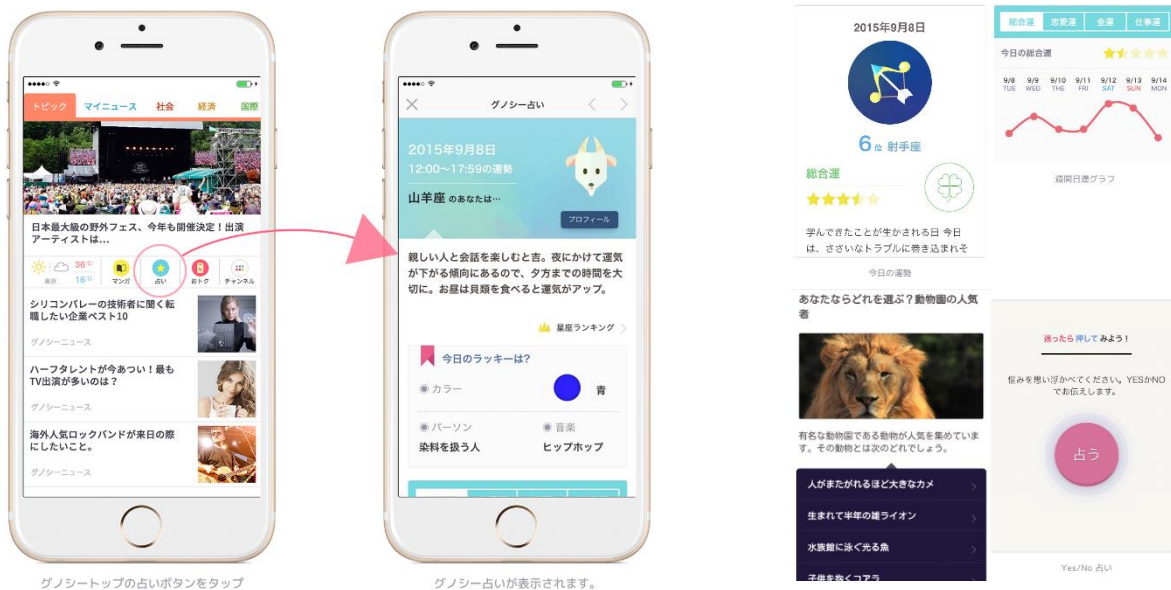 トピック マイニュース 社会 経済 国際
日本最大級の野外フェス、今年も開催決定！出演
アーティストは...
36°C
16°C
東京 マンガ 占い おトク チャンネル
シリコンバレーの技術者に聞く転
職したい企業ベスト10
グノシーニュース
ハーフタレントが今あつい！最も
TV出演が多いのは？
グノシーニュース
海外人気ロックバンドが来日の際
にしたいこと。
グノシーニュース
グノシートップの占いボタンをタップ
グノシー占い
2015年9月8日
12:00〜17:59の運勢
山羊座 のあなたは…
プロフィール
親しい人と会話を楽しむと吉。夜にかけて運気
が下がる傾向にあるので、夕方までの時間を大
切に。お昼は貝類を食べると運気がアップ。
星座ランキング
今日のラッキーは?
カラー 青
パーソン 音楽
染料を扱う人 ヒップホップ
グノシー占いが表示されます。
2015年9月8日
6位 射手座
総合運
学んできたことが生かされる日 今日
は、ささいなトラブルに巻き込まれそ
今日の運勢
総合運 恋愛運 金運 仕事運
今日の総合運
9/8 9/9 9/10 9/11 9/12 9/13 9/14
TUE WED THE FRI SAT SUN MON
週間日運グラフ
あなたならどれを選ぶ？動物園の人気
者
有名な動物園である動物が人気を集めていま
す。その動物とは次のどれでしょう。
人がまたがれるほど大きなカメ
生まれて半年の雄ライオン
水族館に泳ぐ光る魚
子供を抱くコアラ
迷ったら押してみよう！
悩みを思い浮かべてください。YESかNO
でお伝えします。
占う
Yes/No 占い